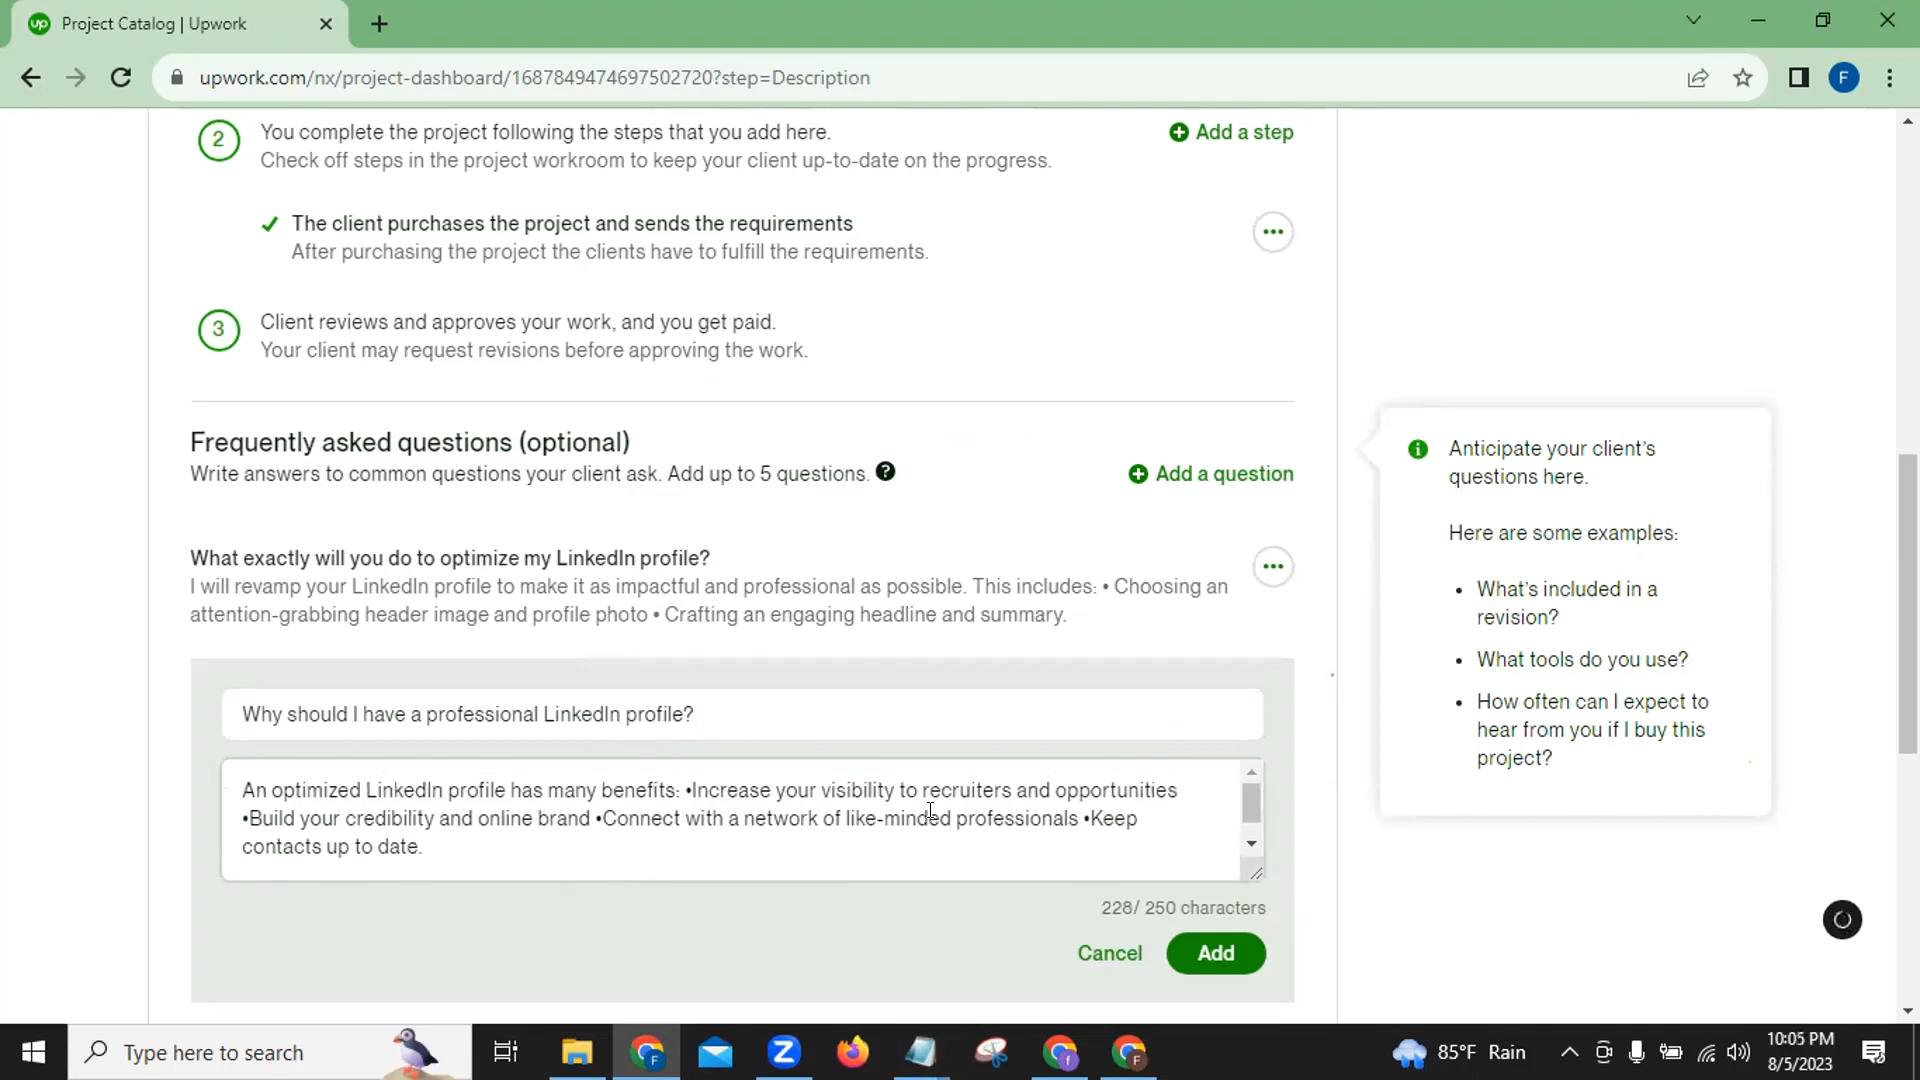 Project Catalog | Upwork
upwork.com/nx/project-dashboard/1687849474697502720?step=Description
F
2
You complete the project following the steps that you add here.
Add a step
Check off steps in the project workroom to keep your client up-to-date on the progress.
The client purchases the project and sends the requirements
After purchasing the project the clients have to fulfill the requirements.
3
Client reviews and approves your work, and you get paid.
Your client may request revisions before approving the work.
Frequently asked questions (optional)
Write answers to common questions your client ask. Add up to 5 questions.
Add a question
What exactly will you do to optimize my LinkedIn profile?
I will revamp your LinkedIn profile to make it as impactful and professional as possible. This includes: • Choosing an
attention-grabbing header image and profile photo • Crafting an engaging headline and summary.
Why should I have a professional LinkedIn profile?
An optimized LinkedIn profile has many benefits: •Increase your visibility to recruiters and opportunities
•Build your credibility and online brand •Connect with a network of like-minded professionals •Keep
contacts up to date.
228/ 250 characters
Cancel
Add
Anticipate your client's
questions here.
Here are some examples:
• What's included in a
revision?
• What tools do you use?
• How often can I expect to
hear from you if I buy this
project?
Type here to search
85°F Rain
10:05 PM
8/5/2023